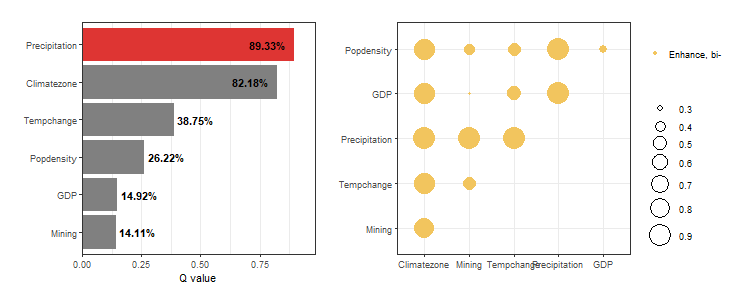 Precipitation
89.33%
Climatezone
82.18%
Tempchange
38.75%
Popdensity
26.22%
GDP
14.92%
Mining
14.11%
0.00 0.25 0.50 0.75
Q value
Popdensity
GDP
Precipitation
Tempchange
Mining
Climatezone Mining Tempchange Precipitation GDP
Enhance, bi-
0.3
0.4
0.5
0.6
0.7
0.8
0.9